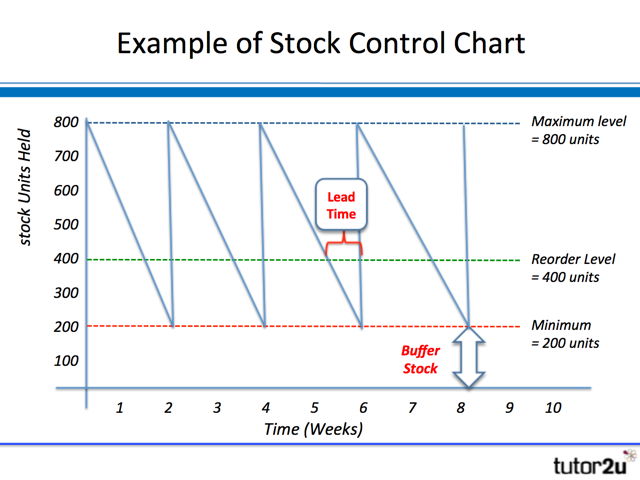 Example of Stock Control Chart
stock Units Held
800
700
600
500
400
300
200
100
Maximum level
= 800 units
Lead
Time
Reorder Level
= 400 units
Minimum
= 200 units
Buffer
Stock
1 2 3 4 5 6 7 8 9 10
Time (Weeks)
tutor2u